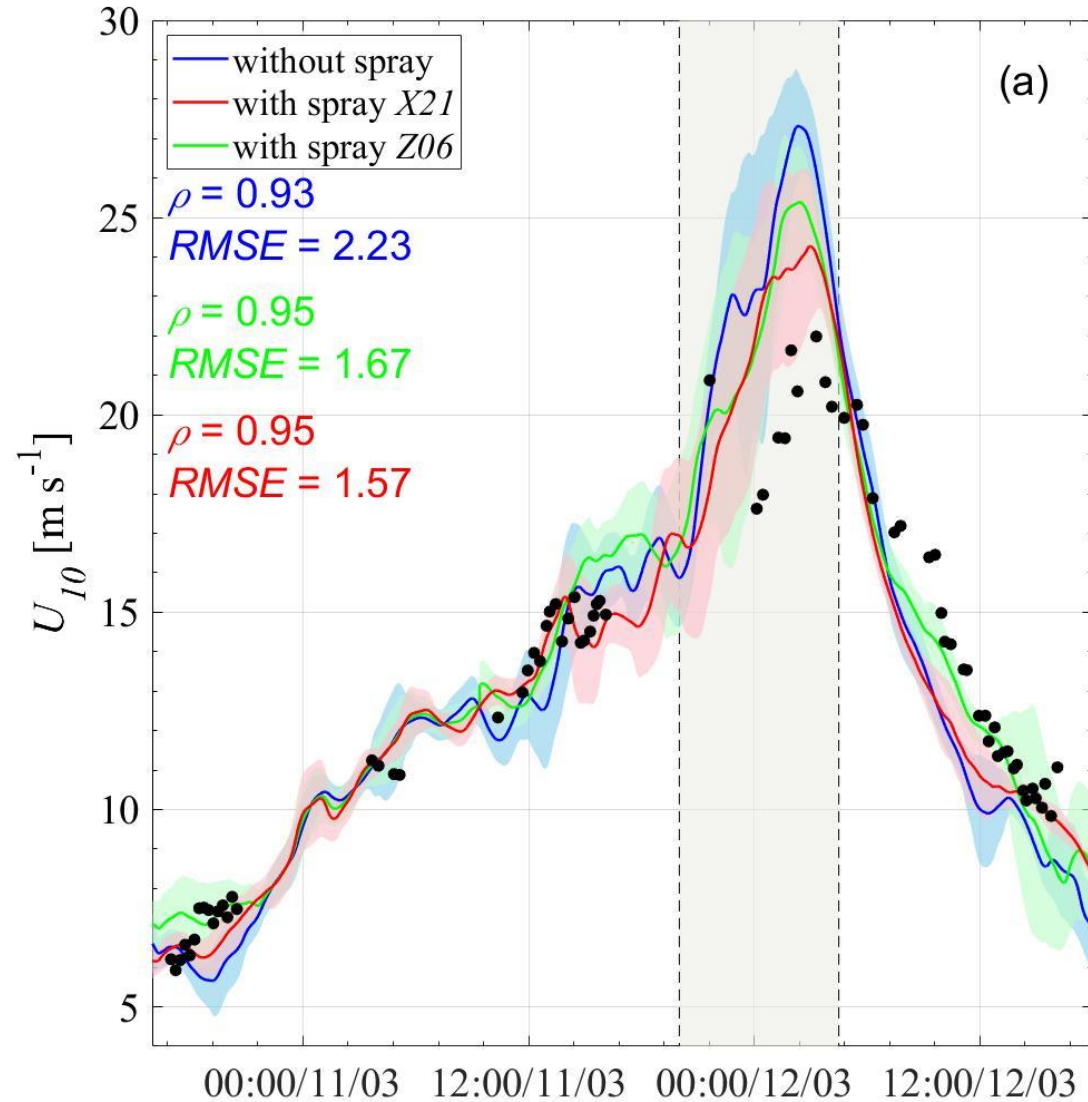 30
without spray
with spray X21
with spray Z06
(a)
ρ = 0.93
RMSE = 2.23
ρ = 0.95
RMSE = 1.67
ρ = 0.95
RMSE = 1.57
25
20
15
10
5
U10 [m s-1]
00:00/11/03 12:00/11/03 00:00/12/03 12:00/12/03